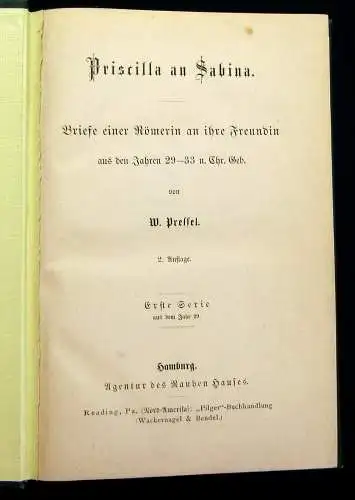 Priscilla an Sabina.
Briefe einer Römerin an ihre Freundin
aus den Jahren 29—33 n. Chr. Geb.
von
W. Pressel.
2. Auflage.
Erste Serie
aus dem Jahr 29.
Hamburg.
Agentur des Rauhen Hauses.
Reading, Pa. (Nord-Amerika): „Pilger“-Buchhandlung
(Wackernagel & Bendel.)